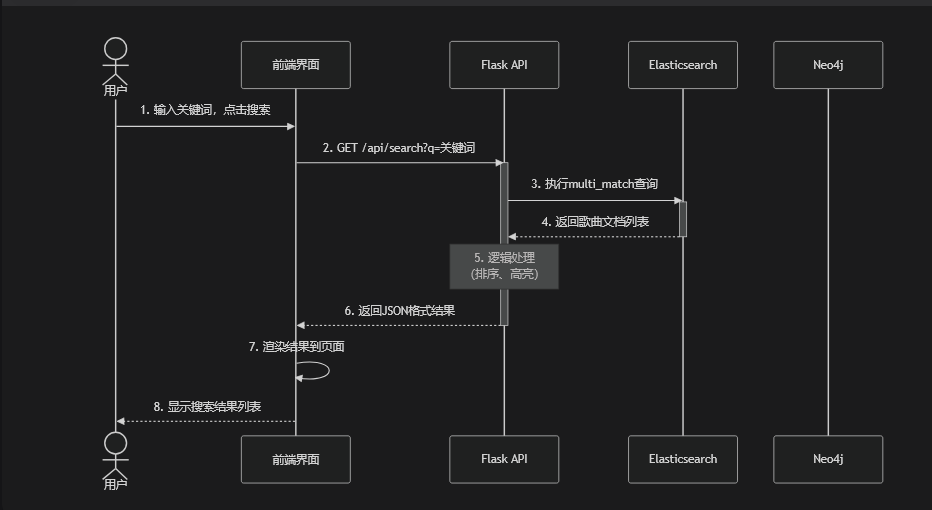 用户
前端界面
Flask API
Elasticsearch
Neo4j
1. 输入关键词，点击搜索
2. GET /api/search?q=关键词
3. 执行multi_match查询
4. 返回歌曲文档列表
5. 逻辑处理
(排序、高亮)
6. 返回JSON格式结果
7. 渲染结果到页面
8. 显示搜索结果列表
用户
前端界面
Flask API
Elasticsearch
Neo4j